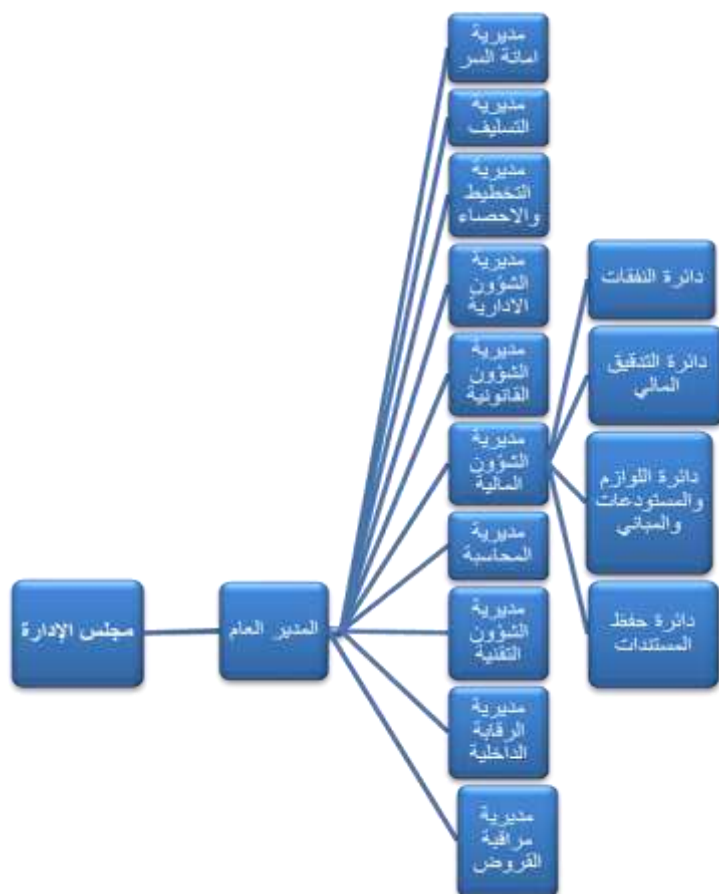 مديرية
امانة السر
مديرية
التسليف
مديرية
التخطيط
والاحصاء
مديرية
الشؤون
الادارية
مديرية
الشؤون
القانونية
مديرية
الشؤون
المالية
مديرية
المحاسبة
مديرية
الشؤون
التقنية
مديرية
الرقابة
الداخلية
مديرية
مراقبة
القروض
دائرة النفقات
دائرة التدقيق
المالي
دائرة اللوازم
والمستودعات
والمباني
دائرة حفظ
المستندات
المدير العام
مجلس الإدارة